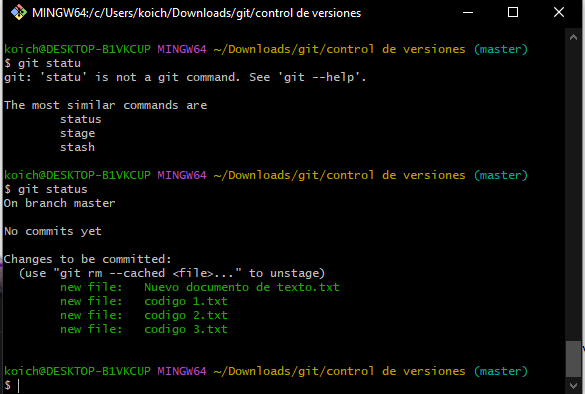 MINGW64:/c/Users/koich/Downloads/git/control de versiones
koich@DESKTOP-B1VKCUP MINGW64 ~/Downloads/git/control de versiones (master)
$ git statu
git: 'statu' is not a git command. See 'git --help'.
The most similar commands are
status
stage
stash
koich@DESKTOP-B1VKCUP MINGW64 ~/Downloads/git/control de versiones (master)
$ git status
On branch master
No commits yet
Changes to be committed:
(use "git rm --cached <file>..." to unstage)
new file:   Nuevo documento de texto.txt
new file:   codigo 1.txt
new file:   codigo 2.txt
new file:   codigo 3.txt
koich@DESKTOP-B1VKCUP MINGW64 ~/Downloads/git/control de versiones (master)
$